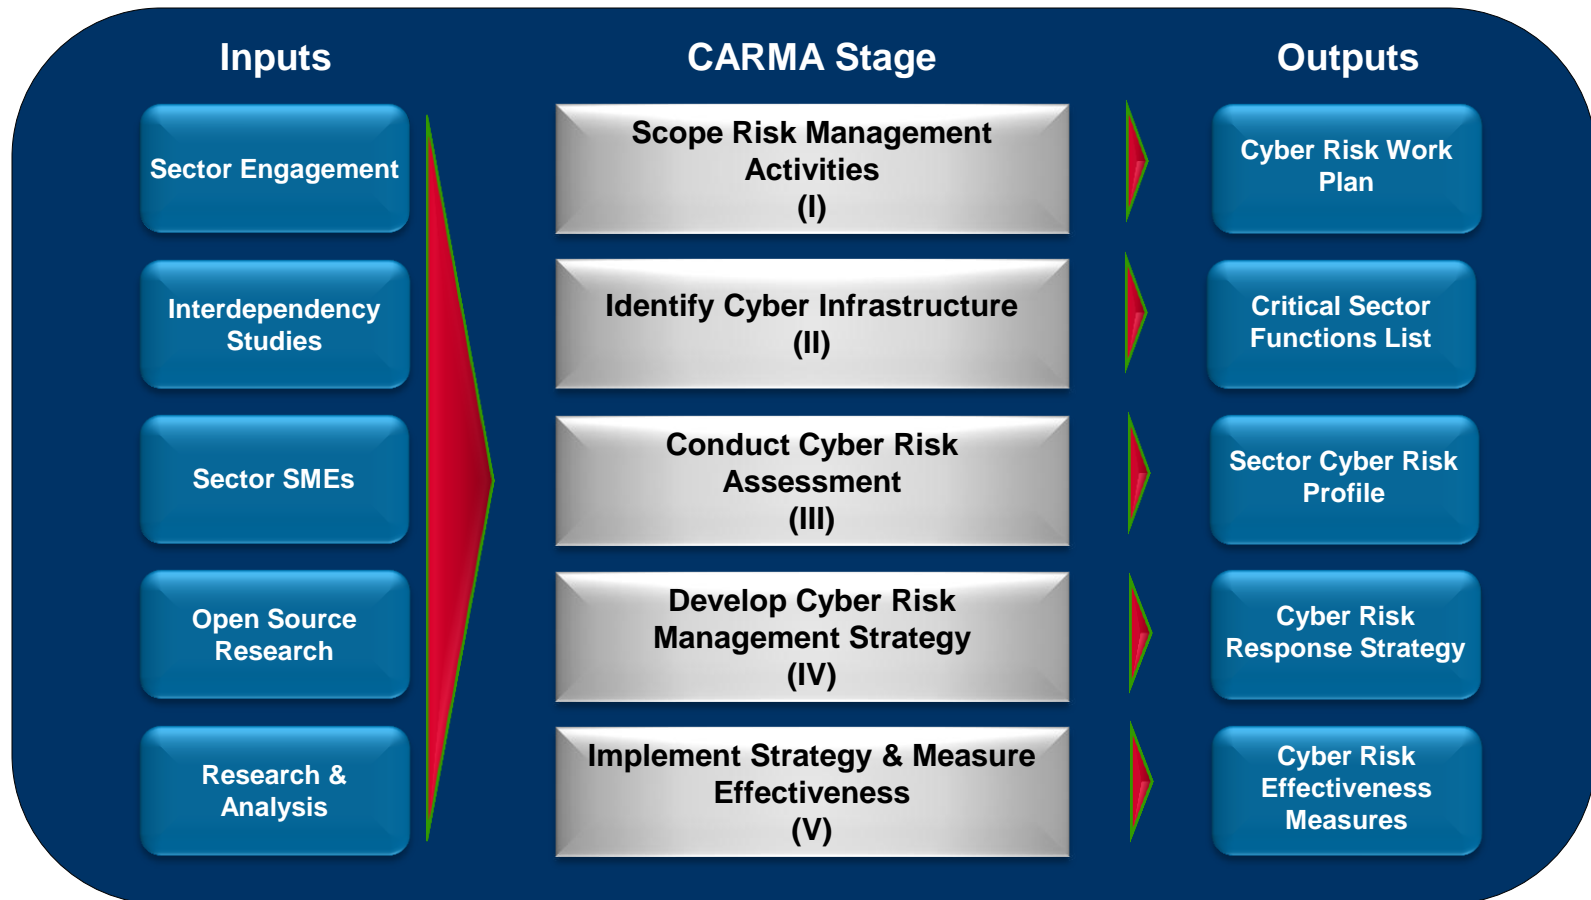 Inputs
CARMA Stage
Outputs
Sector Engagement
Scope Risk Management
Activities
(I)
Cyber Risk Work
Plan
Interdependency
Studies
Identify Cyber Infrastructure
(II)
Critical Sector
Functions List
Sector SMEs
Conduct Cyber Risk
Assessment
(III)
Sector Cyber Risk
Profile
Open Source
Research
Develop Cyber Risk
Management Strategy
(IV)
Cyber Risk
Response Strategy
Research &
Analysis
Implement Strategy & Measure
Effectiveness
(V)
Cyber Risk
Effectiveness
Measures